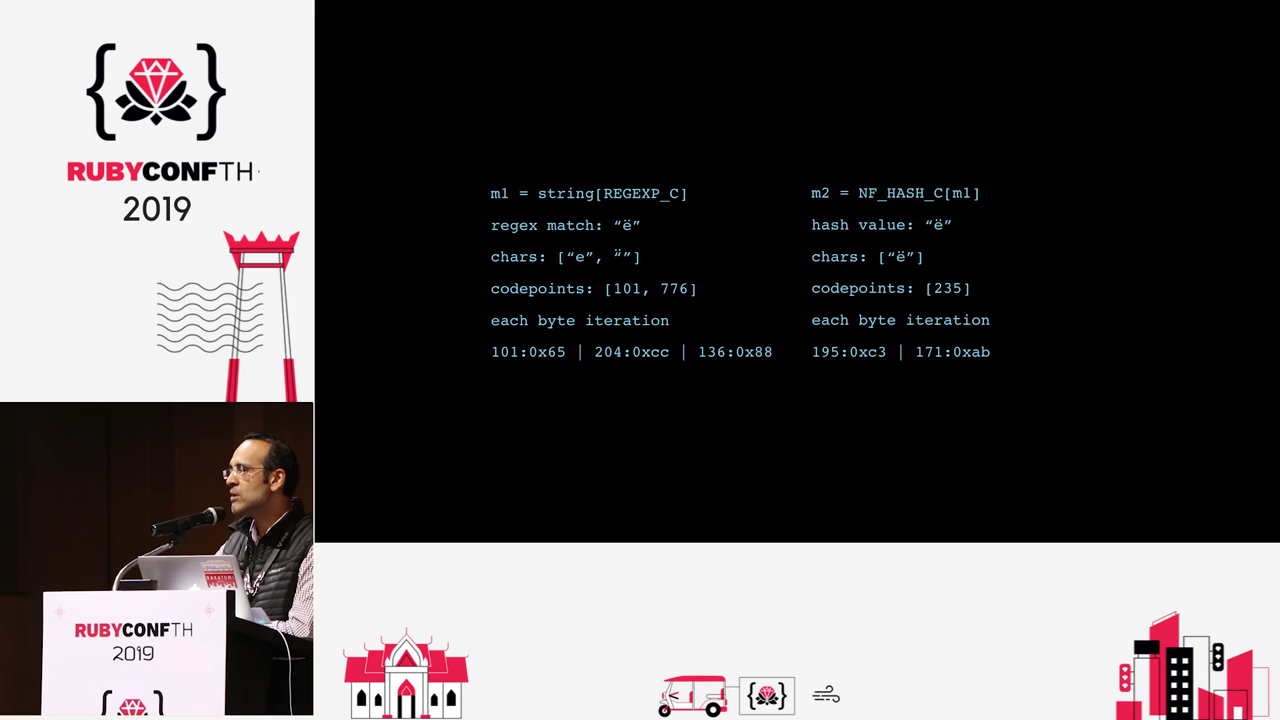 RUBYCONFTH
2019
m1 = string[REGEXP_C]
regex match: “ë”
chars: [“e”, ̈”]
codepoints: [101, 776]
each byte iteration
101:0x65 | 204:0xcc | 136:0x88
m2 = NF_HASH_C[m1]
hash value: “ë”
chars: [“ë”]
codepoints: [235]
each byte iteration
195:0xc3 | 171:0xab
RUBYCONFTH
2019